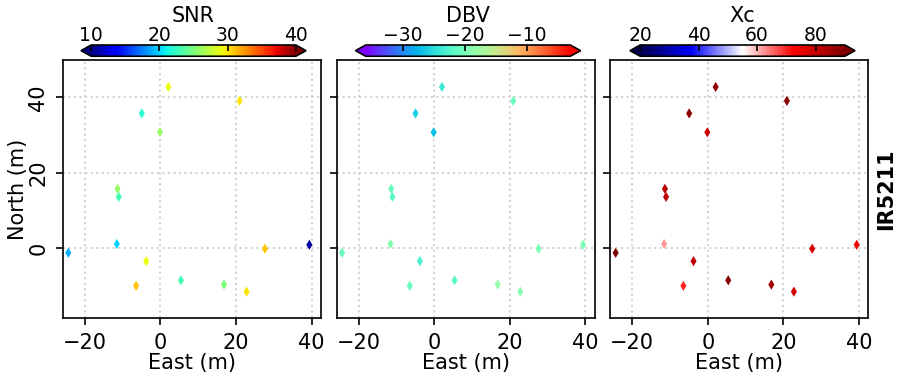 SNR DBV Xc
10 20 30 40 −30 −20 −10 20 40 60 80
40
20
0
North (m)
IR5211
−20 0 20 40 −20 0 20 40 −20 0 20 40
East (m) East (m) East (m)